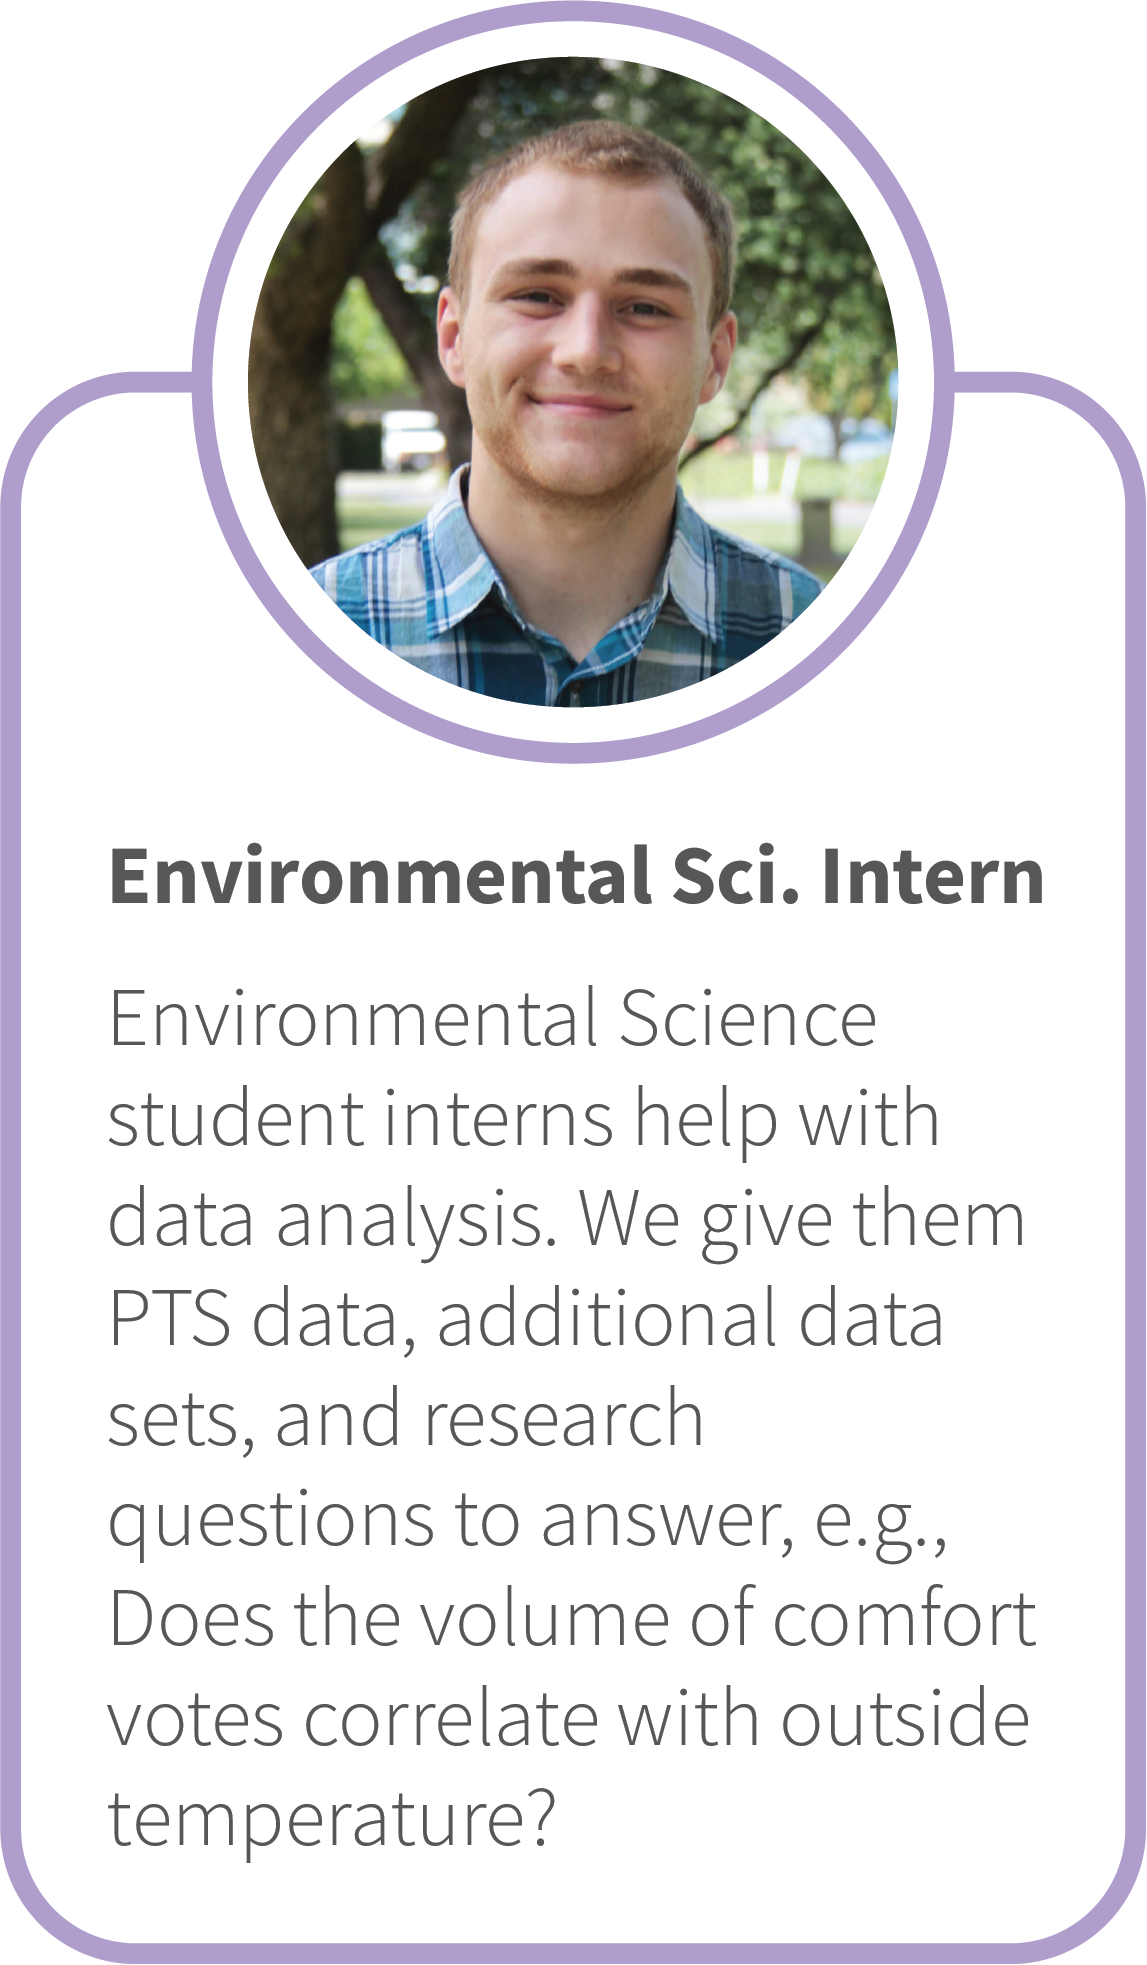 Environmental Sci. Intern
Environmental Science
student interns help with
data analysis. We give them
PTS data, additional data
sets, and research
questions to answer, e.g.,
Does the volume of comfort
votes correlate with outside
temperature?